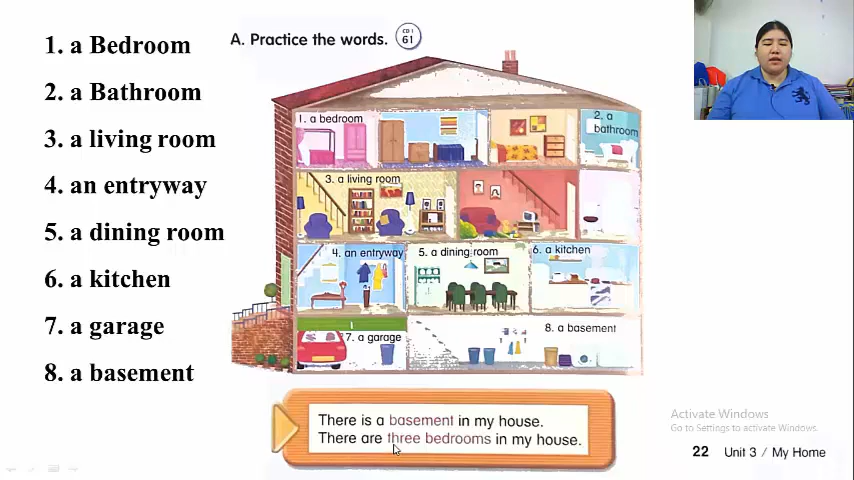 1. a Bedroom
2. a Bathroom
3. a living room
4. an entryway
5. a dining room
6. a kitchen
7. a garage
8. a basement
A. Practice the words. CD 1 61
1. a bedroom
2. a
bathroom
3. a living room
4. an entryway
5. a dining room
6. a kitchen
7. a garage
8. a basement
There is a basement in my house.
There are three bedrooms in my house.
Activate Windows
Go to Settings to activate Windows.
22 Unit 3 / My Home